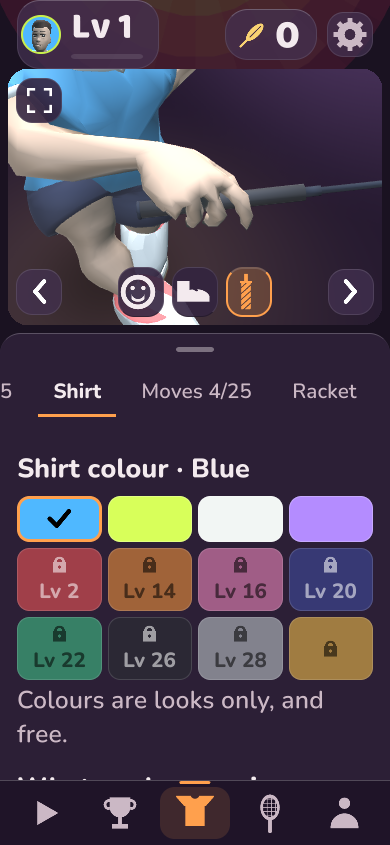 Lv 1
0
5
Shirt
Moves 4/25
Racket
Shirt colour · Blue
Lv 2
Lv 14
Lv 16
Lv 20
Lv 22
Lv 26
Lv 28
Colours are looks only, and
free.